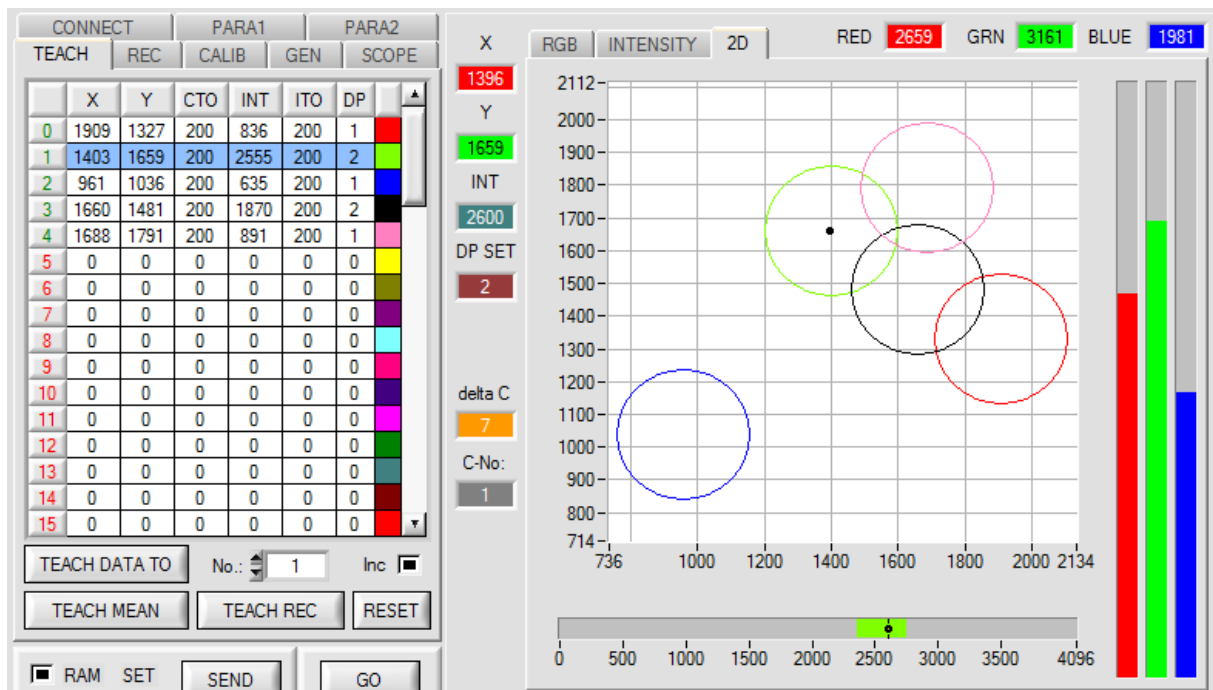 CONNECT PARA1 PARA2
TEACH REC CALIB GEN SCOPE
X Y CTO INT ITO DP
0 1909 1327 200 836 200 1
1 1403 1659 200 2555 200 2
2 961 1036 200 635 200 1
3 1660 1481 200 1870 200 2
4 1688 1791 200 891 200 1
5 0 0 0 0 0 0
6 0 0 0 0 0 0
7 0 0 0 0 0 0
8 0 0 0 0 0 0
9 0 0 0 0 0 0
10 0 0 0 0 0 0
11 0 0 0 0 0 0
12 0 0 0 0 0 0
13 0 0 0 0 0 0
14 0 0 0 0 0 0
15 0 0 0 0 0 0
TEACH DATA TO No.: 1 Inc
TEACH MEAN TEACH REC RESET
RAM SET SEND GO
X
1396
Y
1659
INT
2600
DP SET
2
delta C
7
C-No:
1
RGB INTENSITY 2D RED 2659 GRN 3161 BLUE 1981
2112
2000
1900
1800
1700
1600
1500
1400
1300
1200
1100
1000
900
800
714
736 1000 1200 1400 1600 1800 2000 2134
0 500 1000 1500 2000 2500 3000 3500 4096